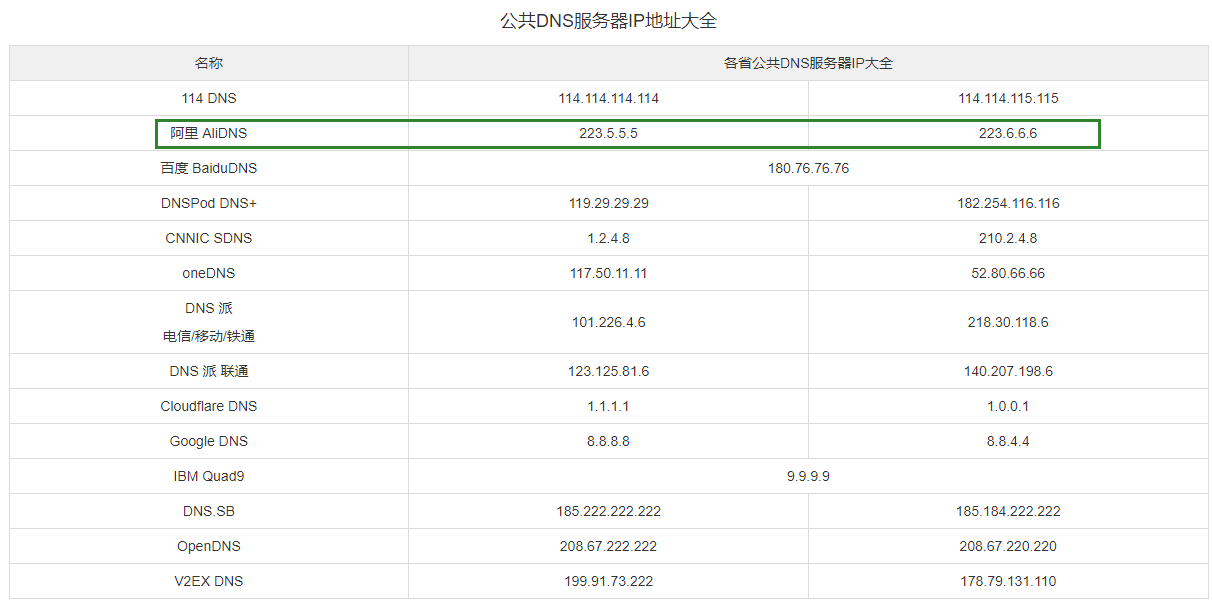 公共DNS服务器IP地址大全
名称 各省公共DNS服务器IP大全
114 DNS 114.114.114.114 114.114.115.115
阿里 AliDNS 223.5.5.5 223.6.6.6
百度 BaiduDNS 180.76.76.76
DNSPod DNS+ 119.29.29.29 182.254.116.116
CNNIC SDNS 1.2.4.8 210.2.4.8
oneDNS 117.50.11.11 52.80.66.66
DNS 派
电信/移动/铁通 101.226.4.6 218.30.118.6
DNS 派 联通 123.125.81.6 140.207.198.6
Cloudflare DNS 1.1.1.1 1.0.0.1
Google DNS 8.8.8.8 8.8.4.4
IBM Quad9 9.9.9.9
DNS.SB 185.222.222.222 185.184.222.222
OpenDNS 208.67.222.222 208.67.220.220
V2EX DNS 199.91.73.222 178.79.131.110